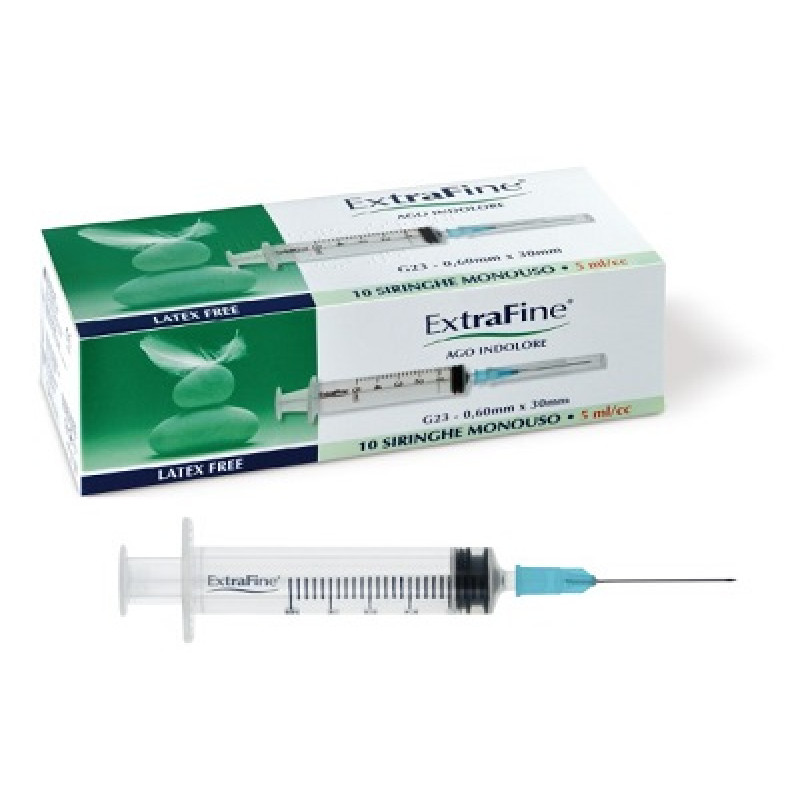 ExtraFine®
AGO INDOLORE
G23 - 0,60mm x 30mm
10 SIRINGHE MONOUSO • 5 ml/cc
LATEX FREE
ExtraFine®
AGO INDOLORE
G23 - 0,60mm x 30mm
10 SIRINGHE MONOUSO • 5 ml/cc
LATEX FREE
ExtraFine®